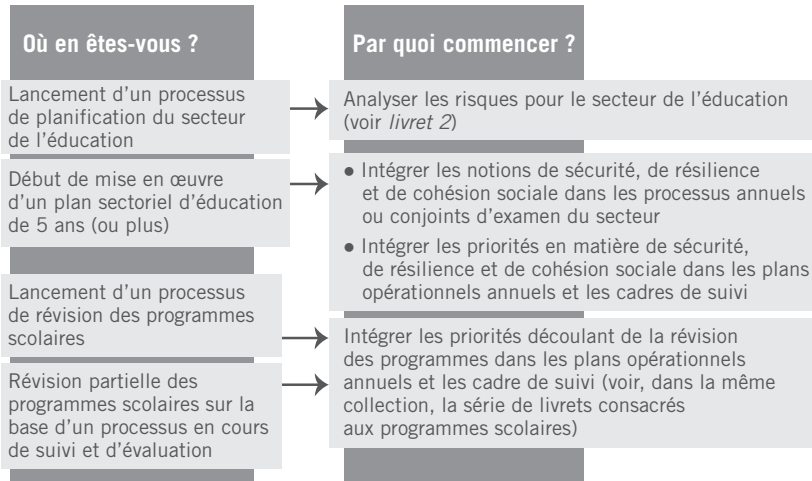 Où en êtes-vous ?
Par quoi commencer ?
Lancement d'un processus
de planification du secteur
de l'éducation
Analyser les risques pour le secteur de l'éducation
(voir livret 2)
Début de mise en œuvre
d'un plan sectoriel d'éducation
de 5 ans (ou plus)
● Intégrer les notions de sécurité, de résilience
et de cohésion sociale dans les processus annuels
ou conjoints d'examen du secteur
● Intégrer les priorités en matière de sécurité,
de résilience et de cohésion sociale dans les plans
opérationnels annuels et les cadres de suivi
Lancement d'un processus
de révision des programmes
scolaires
Révision partielle des
programmes scolaires sur la
base d'un processus en cours
de suivi et d'évaluation
Intégrer les priorités découlant de la révision
des programmes dans les plans opérationnels
annuels et les cadre de suivi (voir, dans la même
collection, la série de livrets consacrés
aux programmes scolaires)